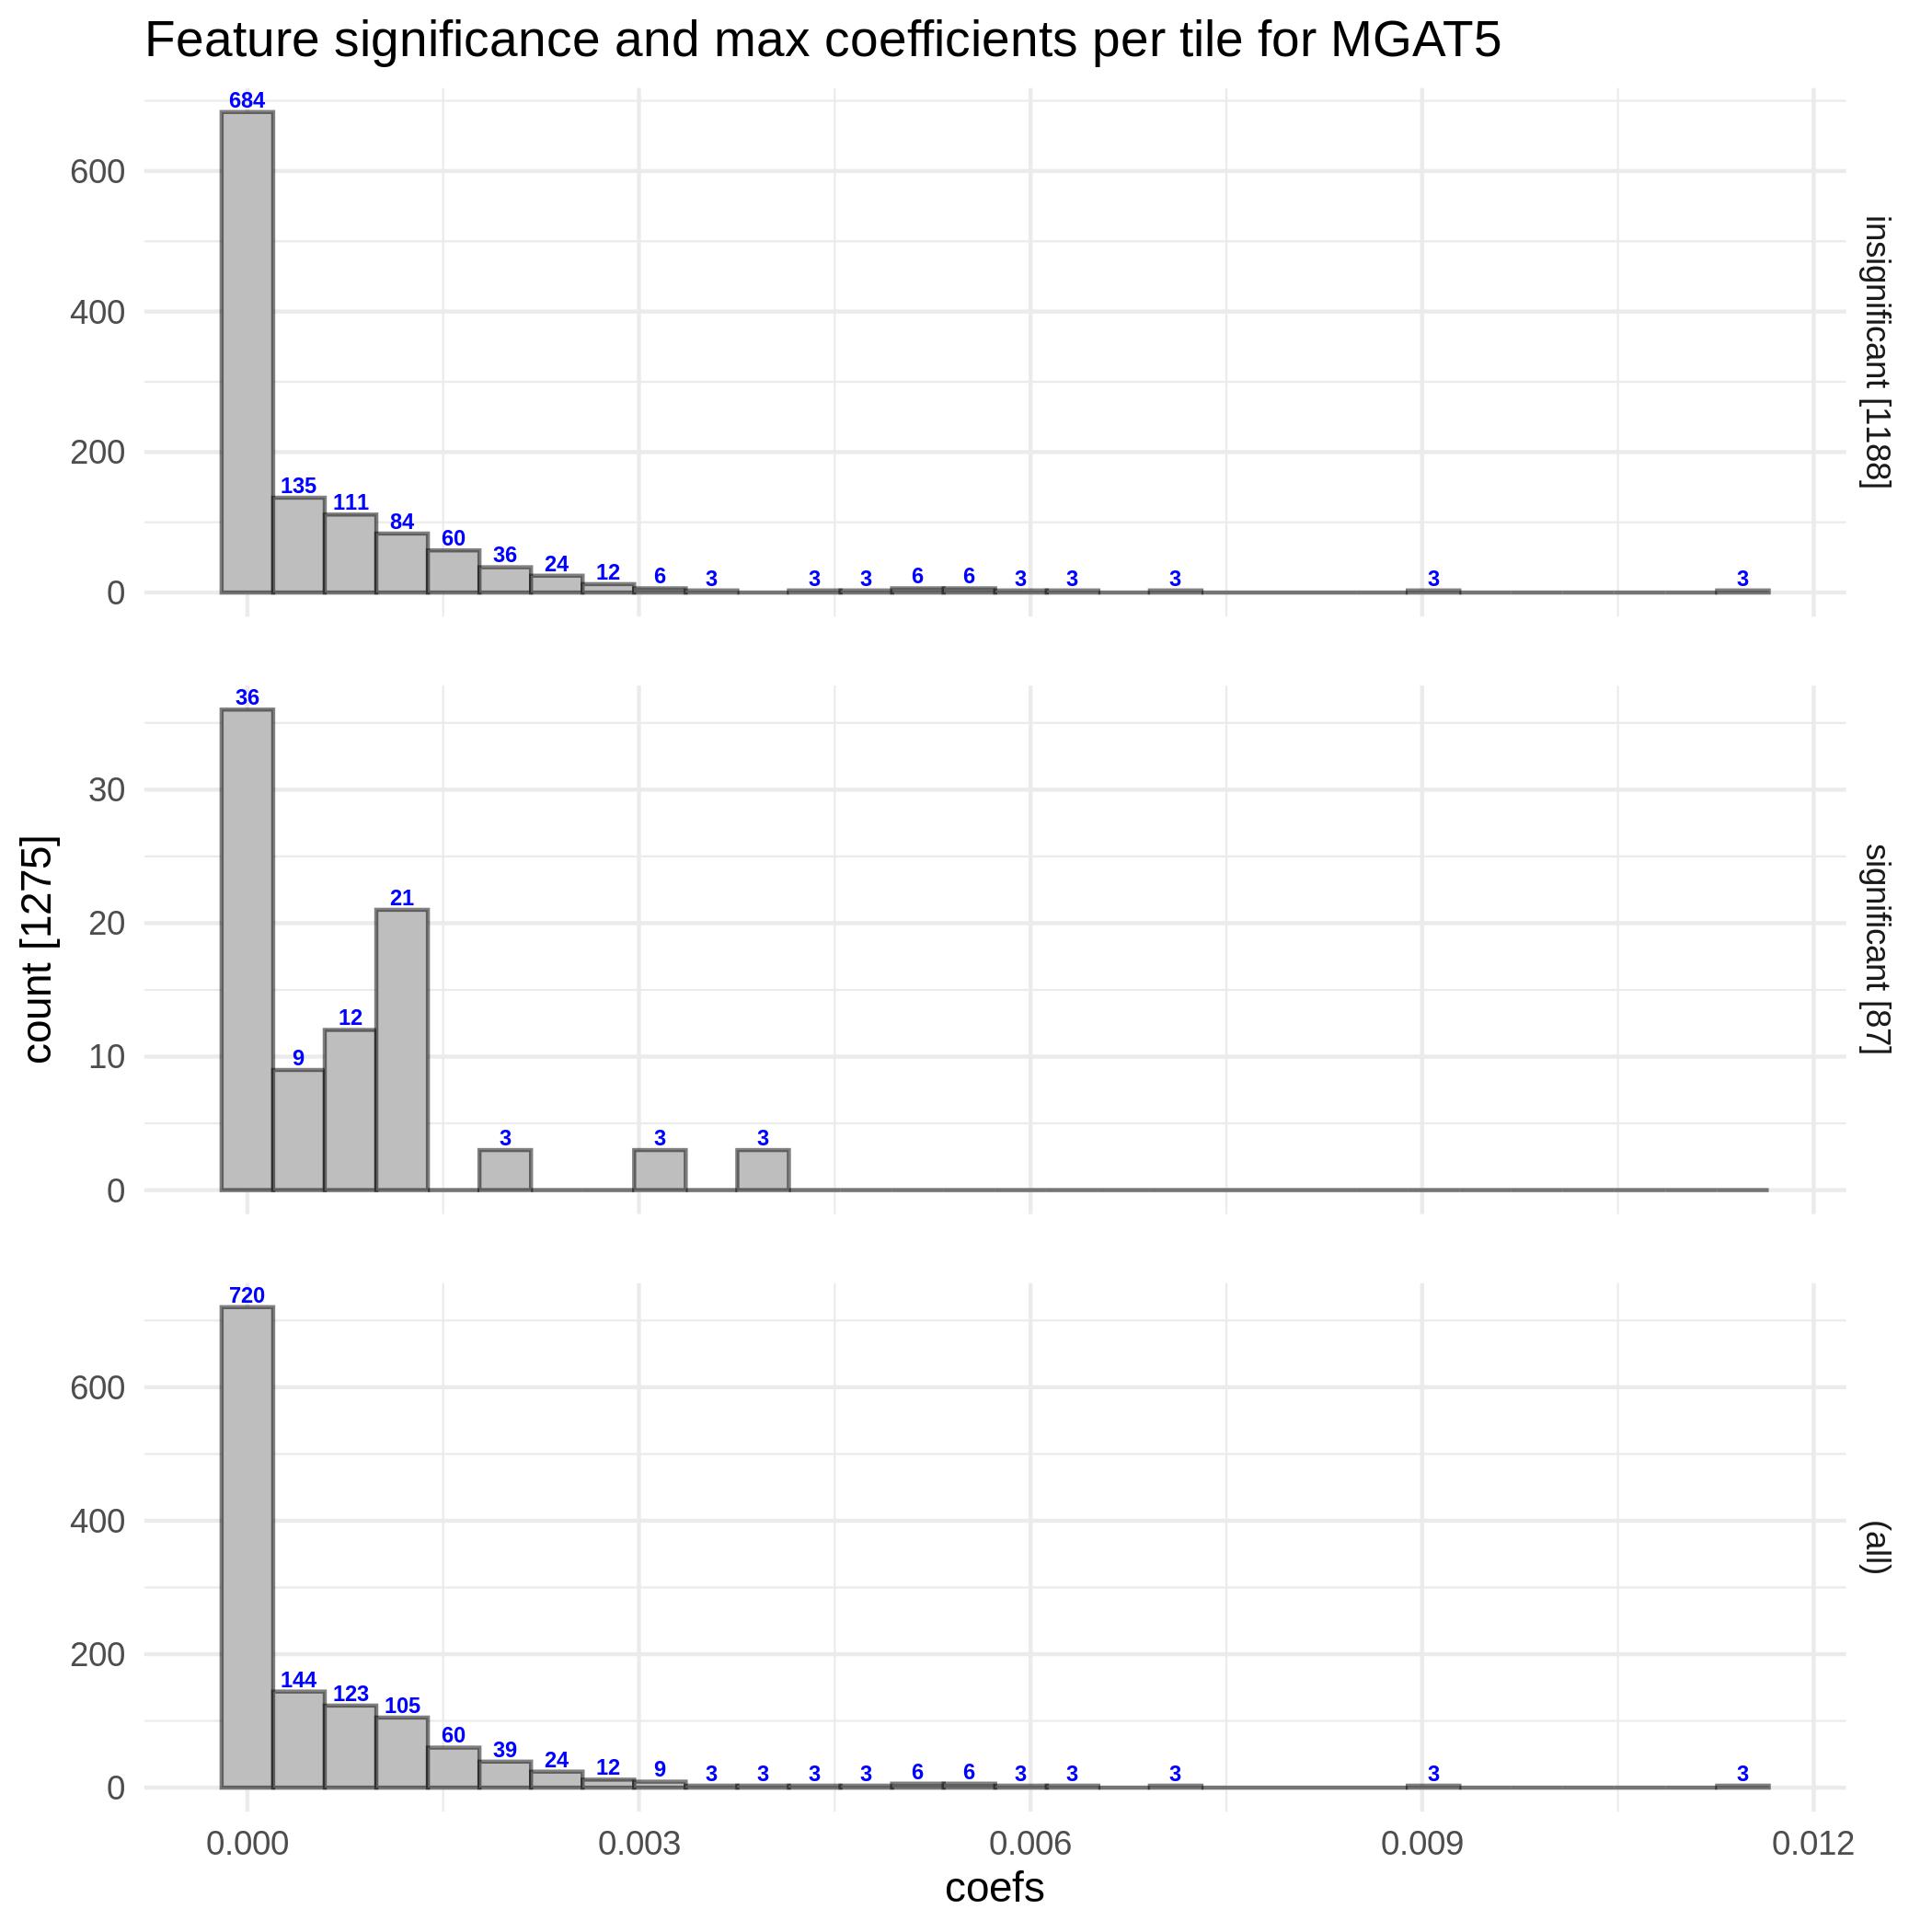 Feature significance and max coefficients per tile for MGAT5
684
600
400
200
0
135 111 84 60 36 24 12 6 3 3 3 6 6 3 3 3 3 3
insignificant [1188]
36
30
20
10
0
9 12 21 3 3 3
significant [87]
count [1275]
720
600
400
200
0
144 123 105 60 39 24 12 9 3 3 3 3 6 6 3 3 3 3 3
(all)
0.000 0.003 0.006 0.009 0.012
coefs